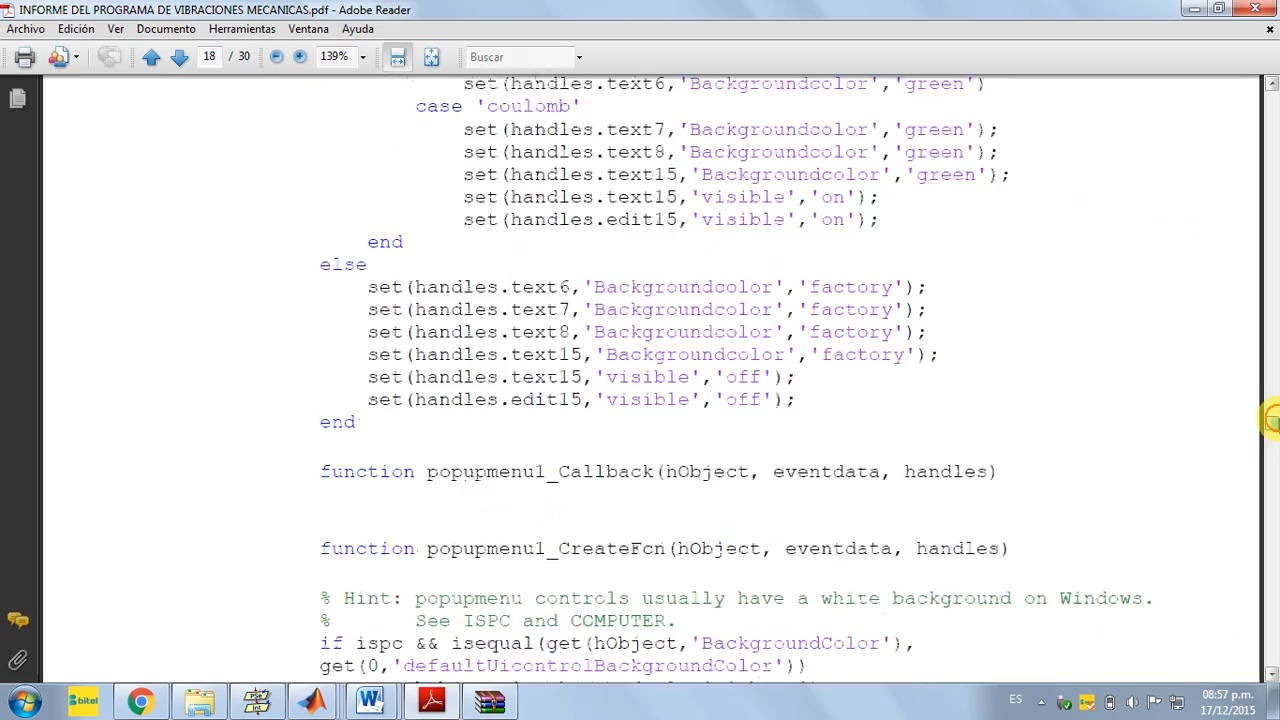 INFORME DEL PROGRAMA DE VIBRACIONES MECANICAS.pdf - Adobe Reader
Archivo Edición Ver Documento Herramientas Ventana Ayuda
18 / 30 139% Buscar
set(handles.text6,'Backgroundcolor','green')
case 'coulomb'
set(handles.text7,'Backgroundcolor','green');
set(handles.text8,'Backgroundcolor','green');
set(handles.text15,'Backgroundcolor','green');
set(handles.text15,'visible','on');
set(handles.edit15,'visible','on');
end
else
set(handles.text6,'Backgroundcolor','factory');
set(handles.text7,'Backgroundcolor','factory');
set(handles.text8,'Backgroundcolor','factory');
set(handles.text15,'Backgroundcolor','factory');
set(handles.text15,'visible','off');
set(handles.edit15,'visible','off');
end
function popupmenu1_Callback(hObject, eventdata, handles)
function popupmenu1_CreateFcn(hObject, eventdata, handles)
% Hint: popupmenu controls usually have a white background on Windows.
% See ISPC and COMPUTER.
if ispc && isequal(get(hObject,'BackgroundColor'),
get(0,'defaultUicontrolBackgroundColor'))
bitel
ES
08:57 p.m.
17/12/2015